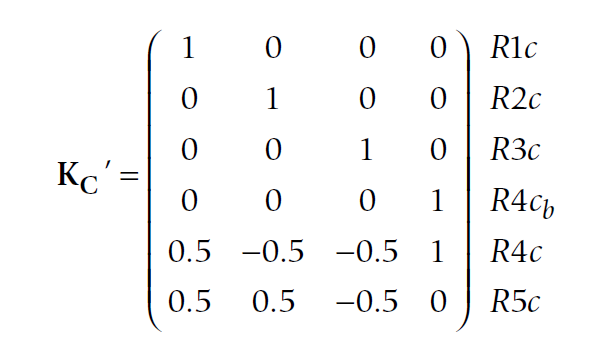 1 0 0 0 R1c
0 1 0 0 R2c
0 0 1 0 R3c
K_C′ =
0 0 0 1 R4c_b
0.5 −0.5 −0.5 1 R4c
0.5 0.5 −0.5 0 R5c